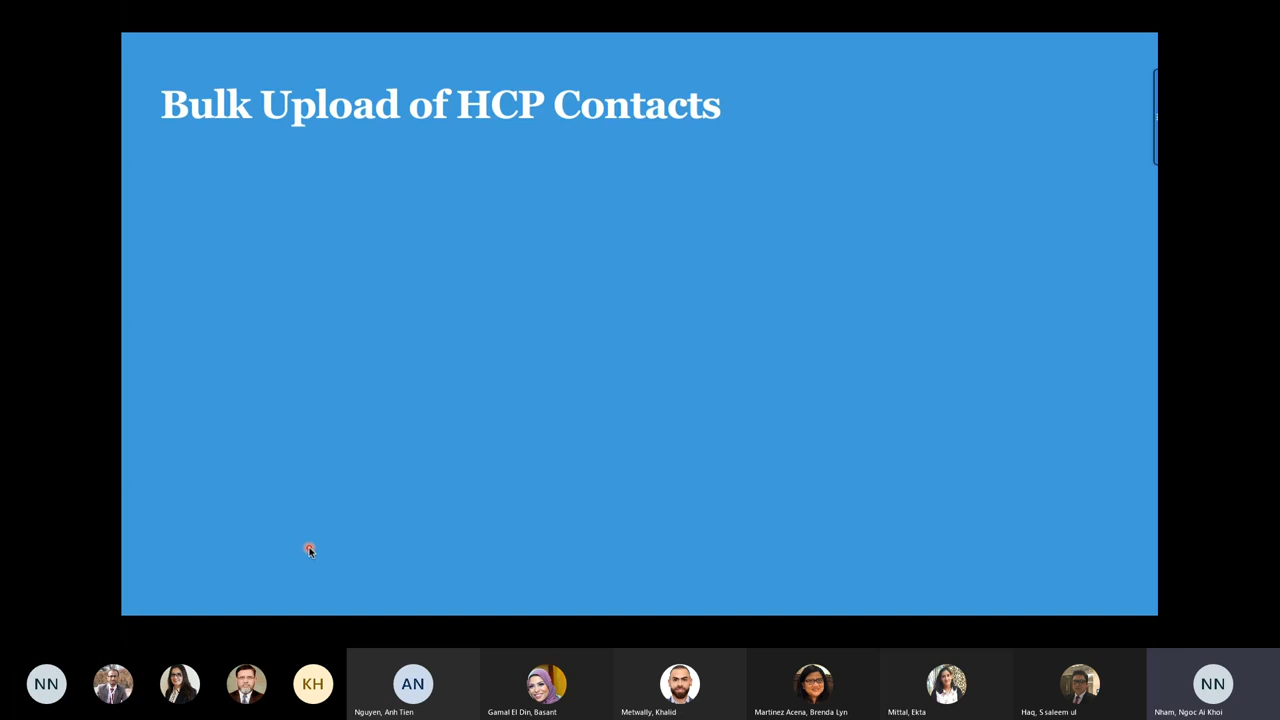 Bulk Upload of HCP Contacts
NN
KH
AN
NN
Nguyen, Anh Tien
Gamal El Din, Basant
Metwally, Khalid
Martinez Acena, Brenda Lyn
Mittal, Ekta
Haq, S saleem ul
Nham, Ngoc Ai Khoi